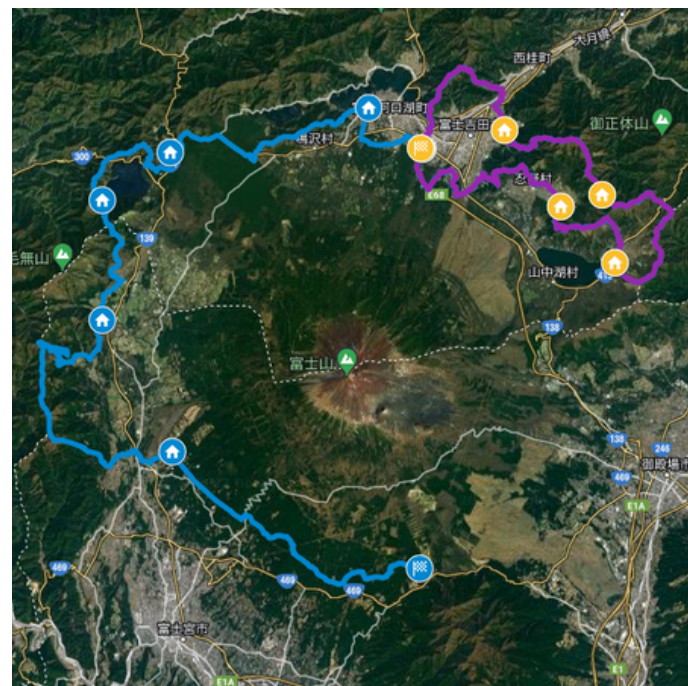 大月線
西桂町
御正体山
河口湖町
富士吉田
300
鳴沢村
忍野村
E68
139
毛無山
山中湖村
413
138
富士山
138
246
469
御殿場市
E1A
469
469
469
富士宮市
E1
E1A